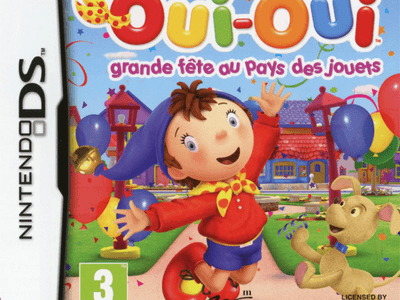 Oui-Oui
grande fête au Pays des jouets
NINTENDO DS
3
LICENSED BY